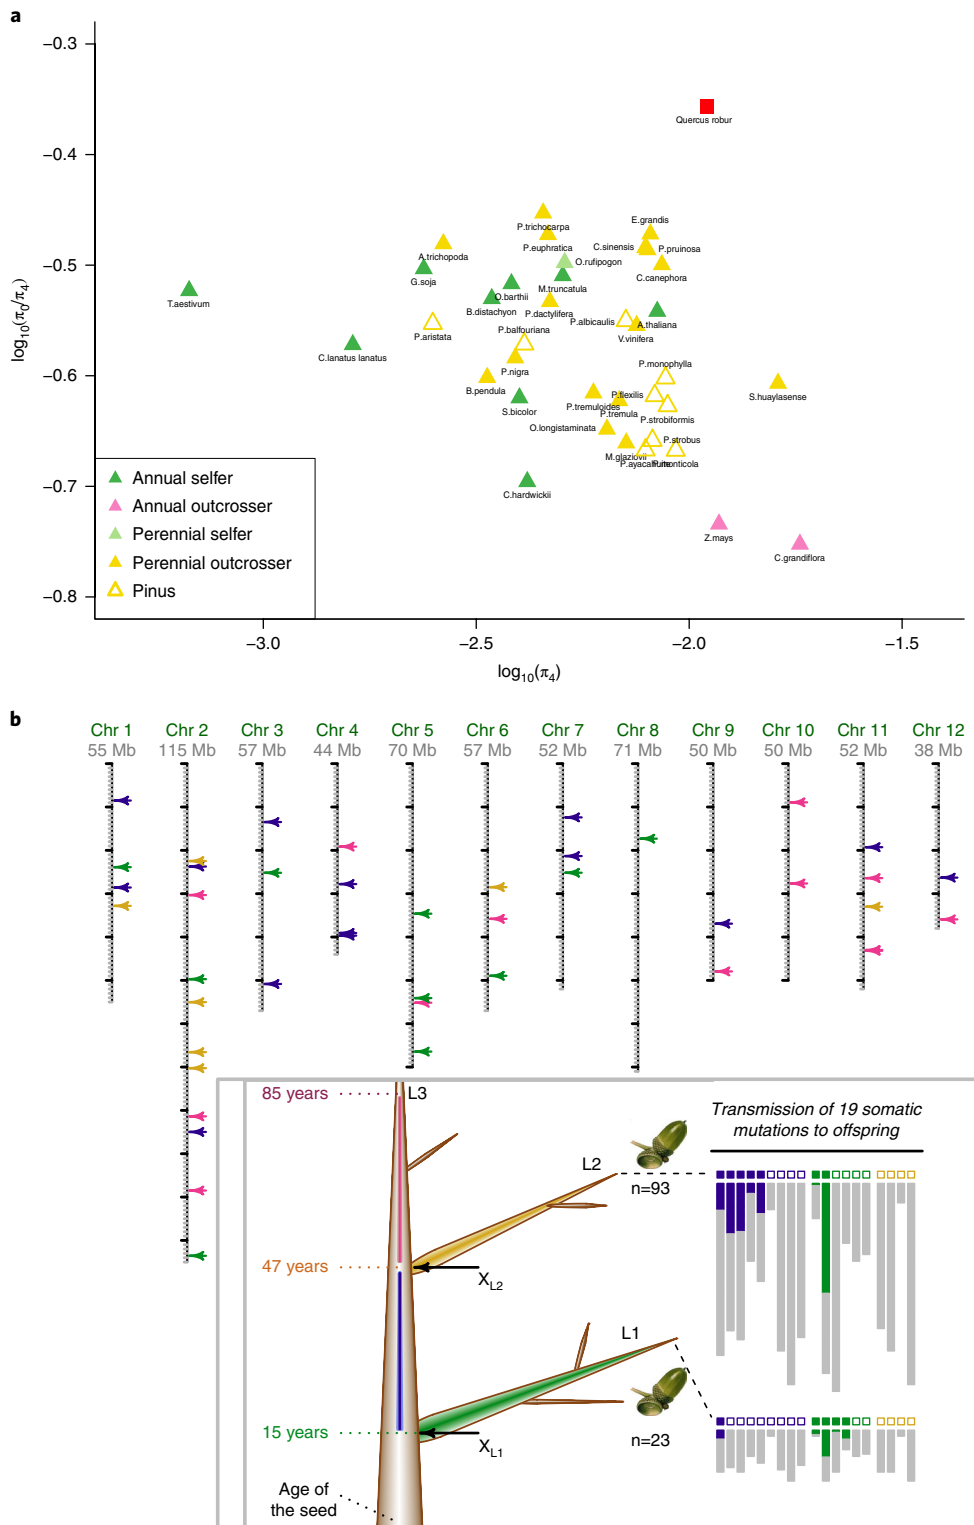 a
−0.3
−0.4
−0.5
−0.6
−0.7
−0.8
log10(π0/π4)
Quercus robur
P.trichocarpa
E.grandis
P.euphratica
C.sinensis
P.pruinosa
A.trichopoda
O.rufipogon
G.soja
M.truncatula
C.canephora
T.aestivum
O.barthii
B.distachyon
P.dactylifera
P.albicaulis
A.thaliana
P.aristata
P.balfouriana
V.vinifera
C.lanatus lanatus
P.nigra
P.monophylla
B.pendula
P.tremuloides
P.flexilis
S.huaylasense
S.bicolor
P.tremula
P.strobiformis
O.longistaminata
P.strobus
M.glaziovii
P.ayacahuite
P.monticola
C.hardwickii
Z.mays
C.grandiflora
Annual selfer
Annual outcrosser
Perennial selfer
Perennial outcrosser
Pinus
−3.0
−2.5
−2.0
−1.5
log10(π4)
b
Chr 1 Chr 2 Chr 3 Chr 4 Chr 5 Chr 6 Chr 7 Chr 8 Chr 9 Chr 10 Chr 11 Chr 12
55 Mb 115 Mb 57 Mb 44 Mb 70 Mb 57 Mb 52 Mb 71 Mb 50 Mb 50 Mb 52 Mb 38 Mb
85 years
L3
Transmission of 19 somatic
mutations to offspring
L2
n=93
47 years
XL2
L1
15 years
XL1
n=23
Age of
the seed